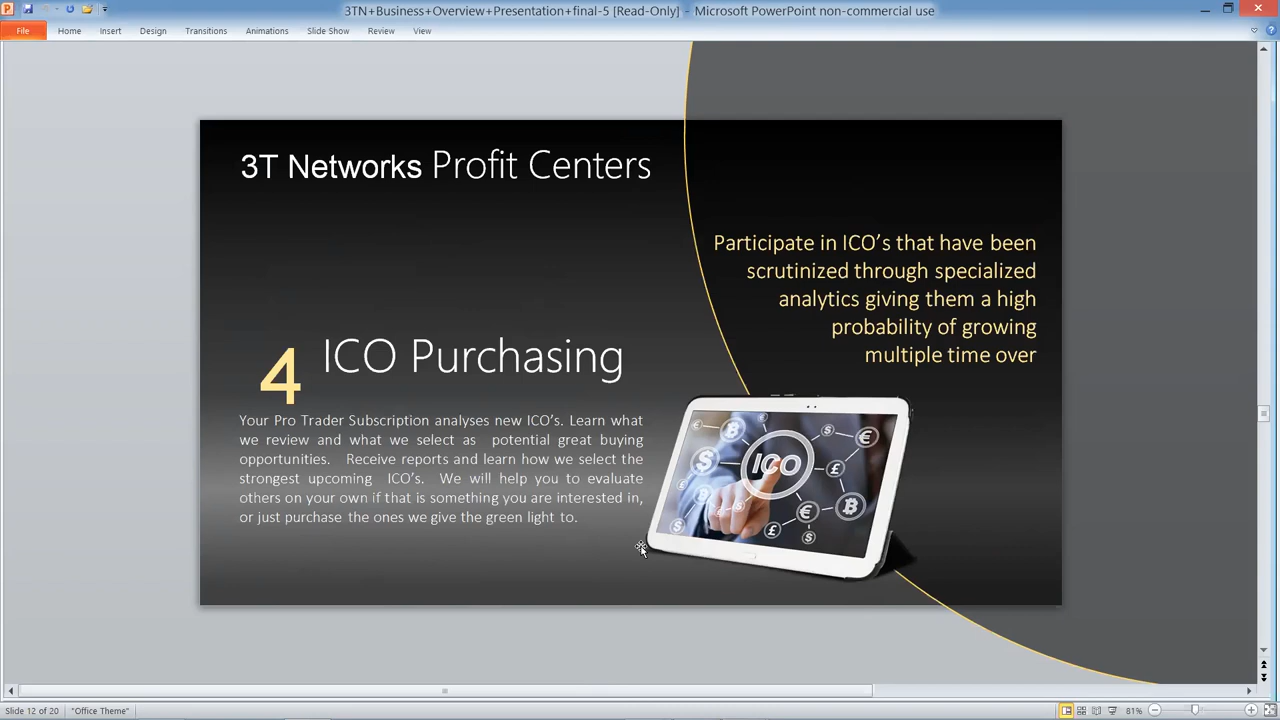 3TN+Business+Overview+Presentation+final-5 [Read-Only] - Microsoft PowerPoint non-commercial use
File Home Insert Design Transitions Animations Slide Show Review View
3T Networks Profit Centers
Participate in ICO's that have been
scrutinized through specialized
analytics giving them a high
probability of growing
multiple time over
4 ICO Purchasing
Your Pro Trader Subscription analyses new ICO's. Learn what
we review and what we select as potential great buying
opportunities. Receive reports and learn how we select the
strongest upcoming ICO's. We will help you to evaluate
others on your own if that is something you are interested in,
or just purchase the ones we give the green light to.
ICO
Slide 12 of 20 "Office Theme" 81%